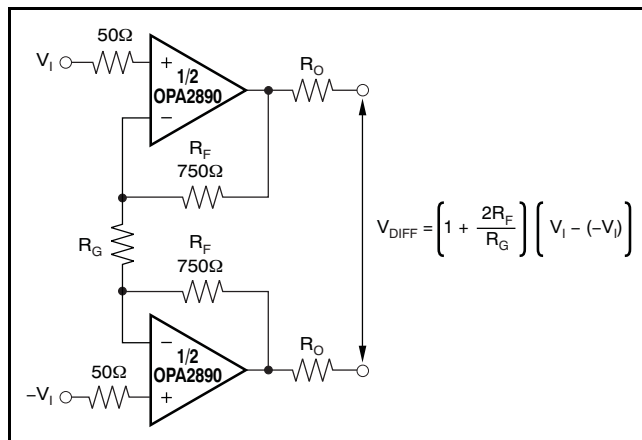 50Ω
V_I
+
1/2
OPA2890
−
R_O
R_F
750Ω
R_G
V_DIFF = (1 + 2R_F/R_G) (V_I − (−V_I))
R_F
750Ω
−
1/2
OPA2890
R_O
50Ω
−V_I
+